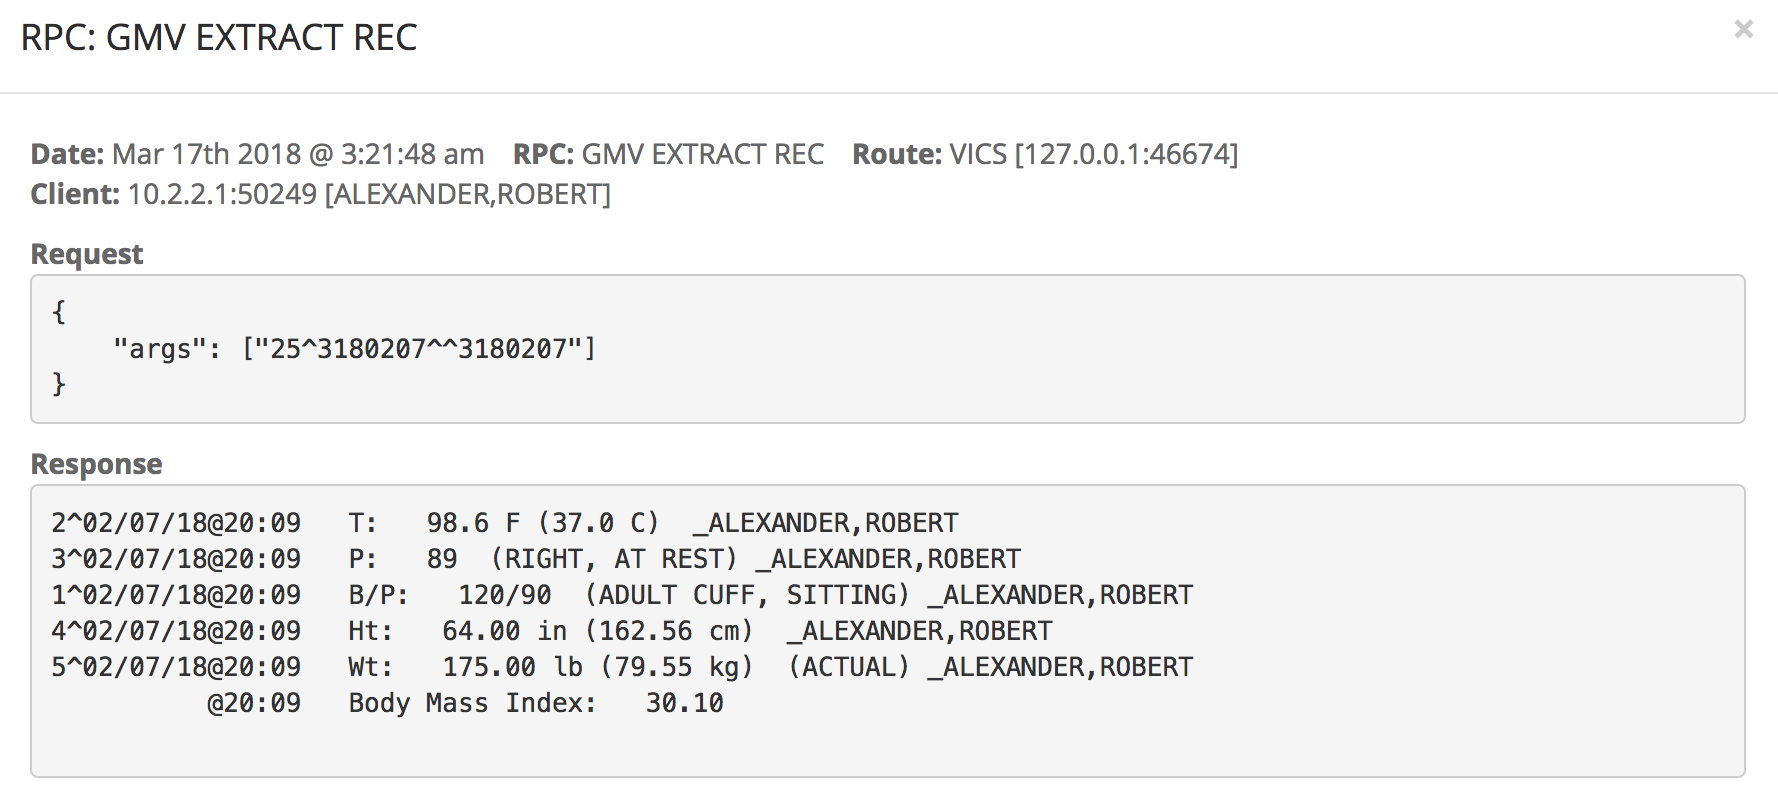 RPC: GMV EXTRACT REC ×
Date: Mar 17th 2018 @ 3:21:48 am RPC: GMV EXTRACT REC Route: VICS [127.0.0.1:46674]
Client: 10.2.2.1:50249 [ALEXANDER,ROBERT]
Request
{
    "args": ["25^3180207^^3180207"]
}
Response
2^02/07/18@20:09   T:   98.6 F (37.0 C)  _ALEXANDER,ROBERT
3^02/07/18@20:09   P:   89  (RIGHT, AT REST) _ALEXANDER,ROBERT
1^02/07/18@20:09   B/P:   120/90  (ADULT CUFF, SITTING) _ALEXANDER,ROBERT
4^02/07/18@20:09   Ht:   64.00 in (162.56 cm)  _ALEXANDER,ROBERT
5^02/07/18@20:09   Wt:   175.00 lb (79.55 kg)  (ACTUAL) _ALEXANDER,ROBERT
          @20:09   Body Mass Index:   30.10